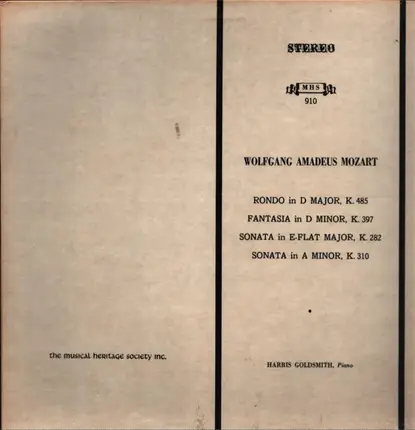 STEREO
MHS
910
WOLFGANG AMADEUS MOZART
RONDO in D MAJOR, K. 485
FANTASIA in D MINOR, K. 397
SONATA in E-FLAT MAJOR, K. 282
SONATA in A MINOR, K. 310
the musical heritage society inc.
HARRIS GOLDSMITH, Piano